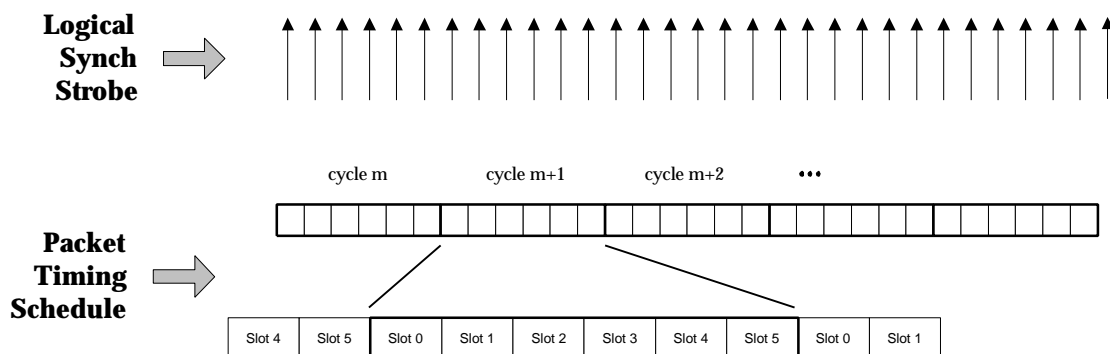 Logical
Synch
Strobe
cycle m cycle m+1 cycle m+2 •••
Packet
Timing
Schedule
Slot 4 Slot 5 Slot 0 Slot 1 Slot 2 Slot 3 Slot 4 Slot 5 Slot 0 Slot 1